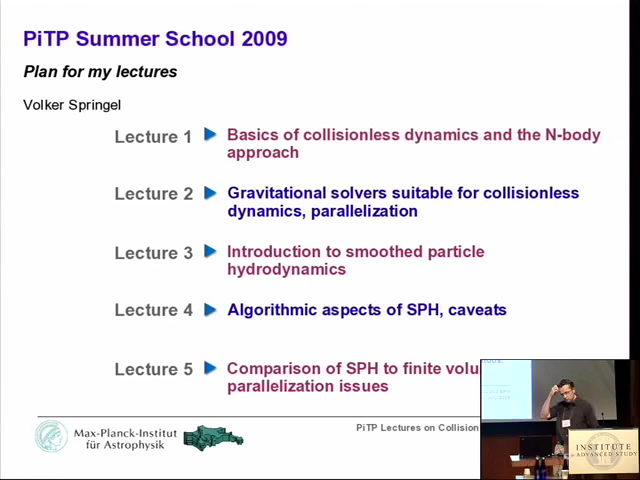 PiTP Summer School 2009
Plan for my lectures
Volker Springel
Lecture 1
Basics of collisionless dynamics and the N-body
approach
Lecture 2
Gravitational solvers suitable for collisionless
dynamics, parallelization
Lecture 3
Introduction to smoothed particle
hydrodynamics
Lecture 4
Algorithmic aspects of SPH, caveats
Lecture 5
Comparison of SPH to finite volu
parallelization issues
Max-Planck-Institut
für Astrophysik
PiTP Lectures on Collision
INSTITUTE
ADVANCED STUDY